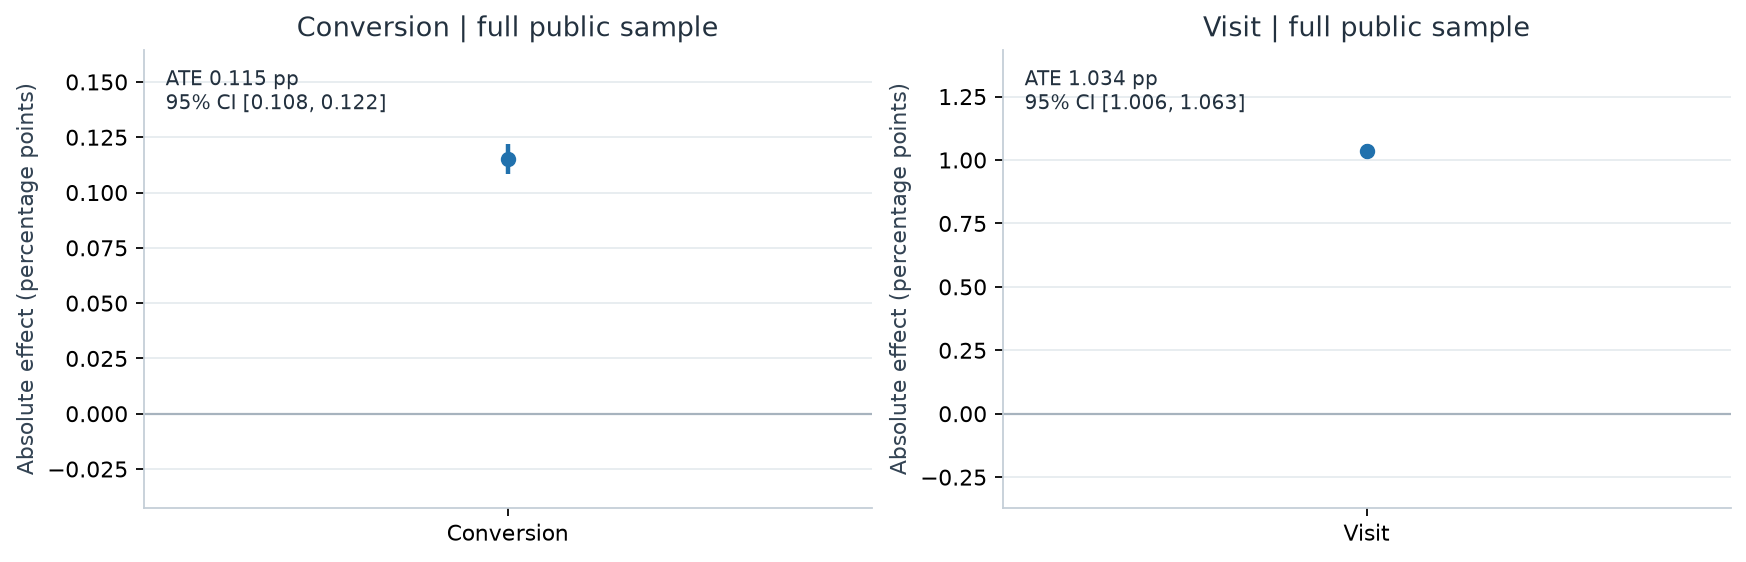 Conversion | full public sample
ATE 0.115 pp
95% CI [0.108, 0.122]
Absolute effect (percentage points)
0.150
0.125
0.100
0.075
0.050
0.025
0.000
−0.025
Conversion
Visit | full public sample
ATE 1.034 pp
95% CI [1.006, 1.063]
Absolute effect (percentage points)
1.25
1.00
0.75
0.50
0.25
0.00
−0.25
Visit